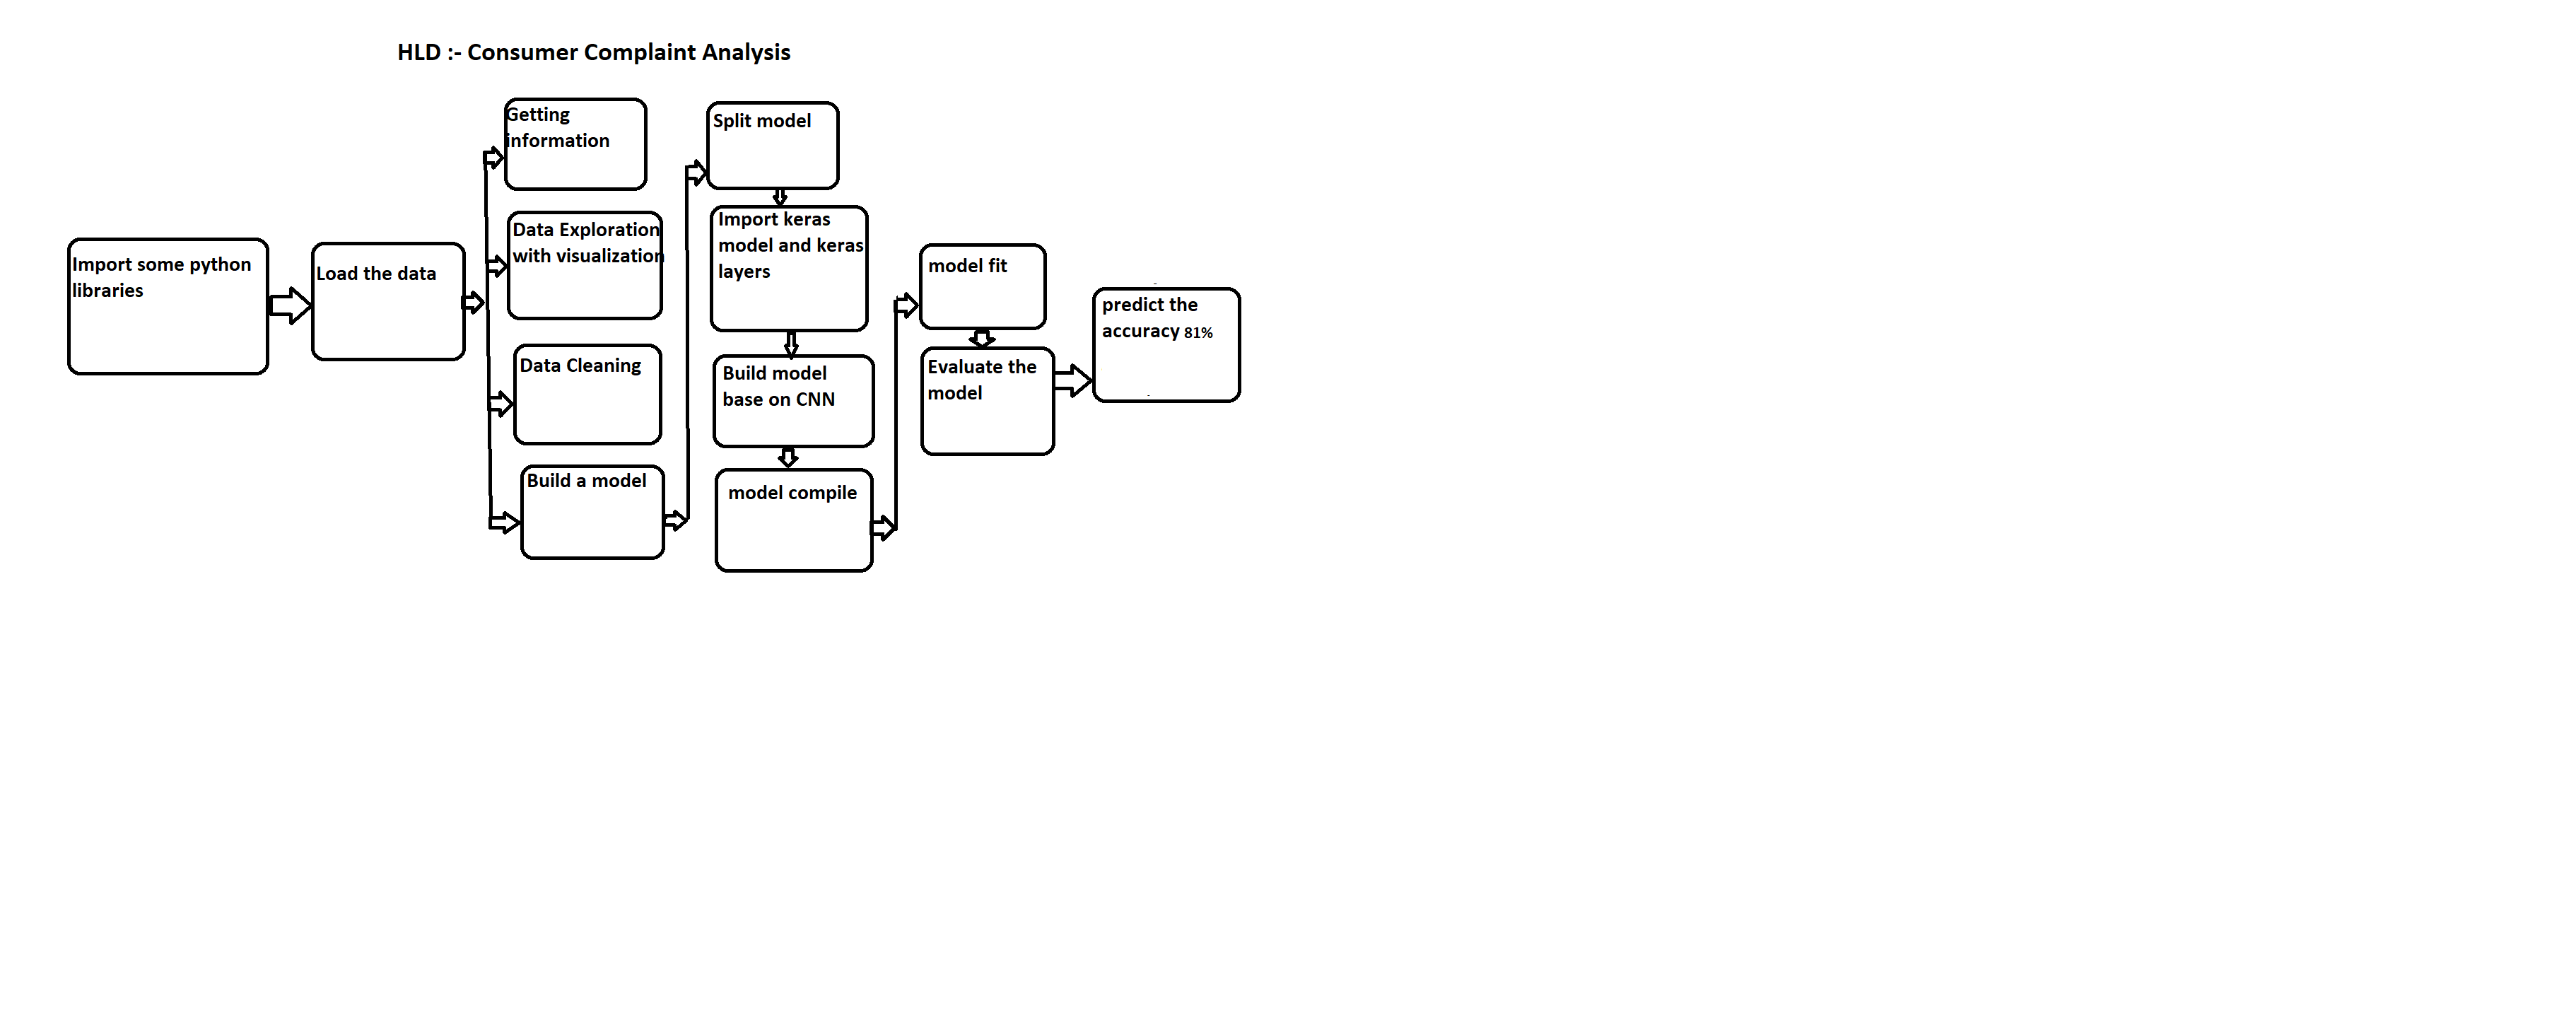 HLD :- Consumer Complaint Analysis
Import some python
libraries
Load the data
Getting
information
Data Exploration
with visualization
Data Cleaning
Build a model
Split model
Import keras
model and keras
layers
Build model
base on CNN
model compile
model fit
Evaluate the
model
predict the
accuracy 81%